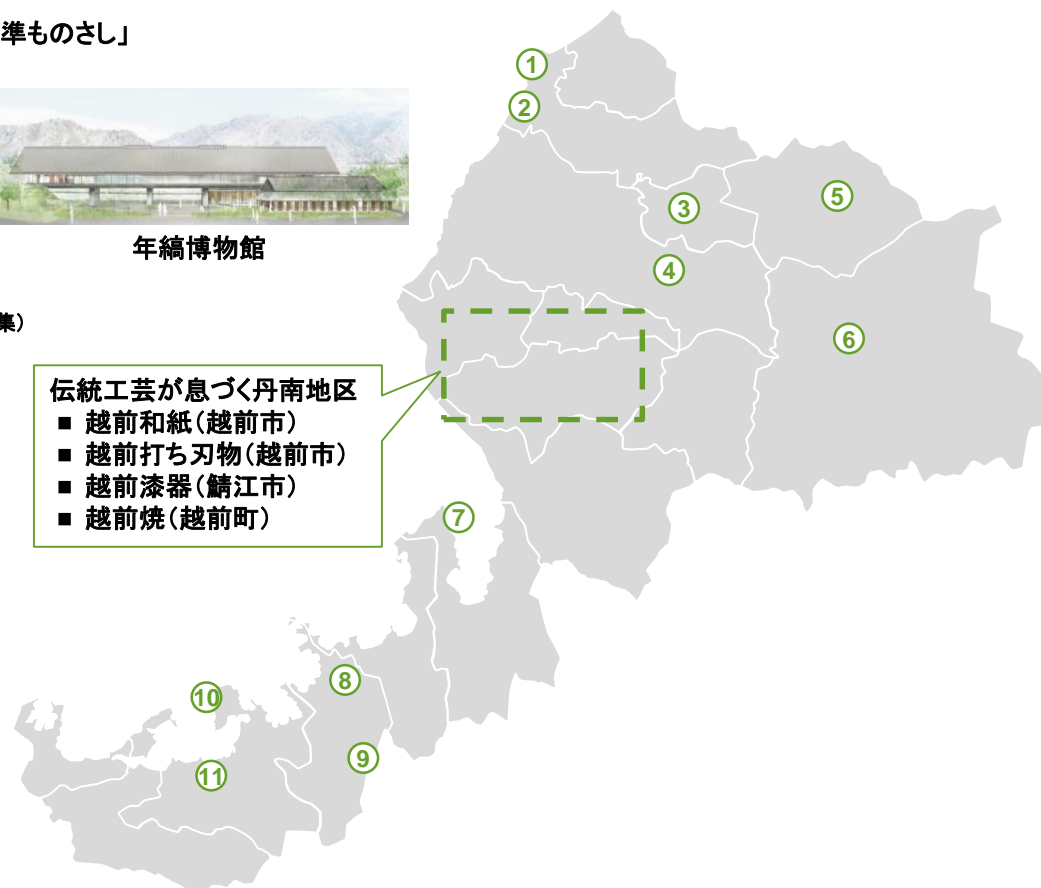 準ものさし」
年縞博物館
集）
伝統工芸が息づく丹南地区
■ 越前和紙（越前市）
■ 越前打ち刃物（越前市）
■ 越前漆器（鯖江市）
■ 越前焼（越前町）
①
②
③
④
⑤
⑥
⑦
⑧
⑨
⑩
⑪